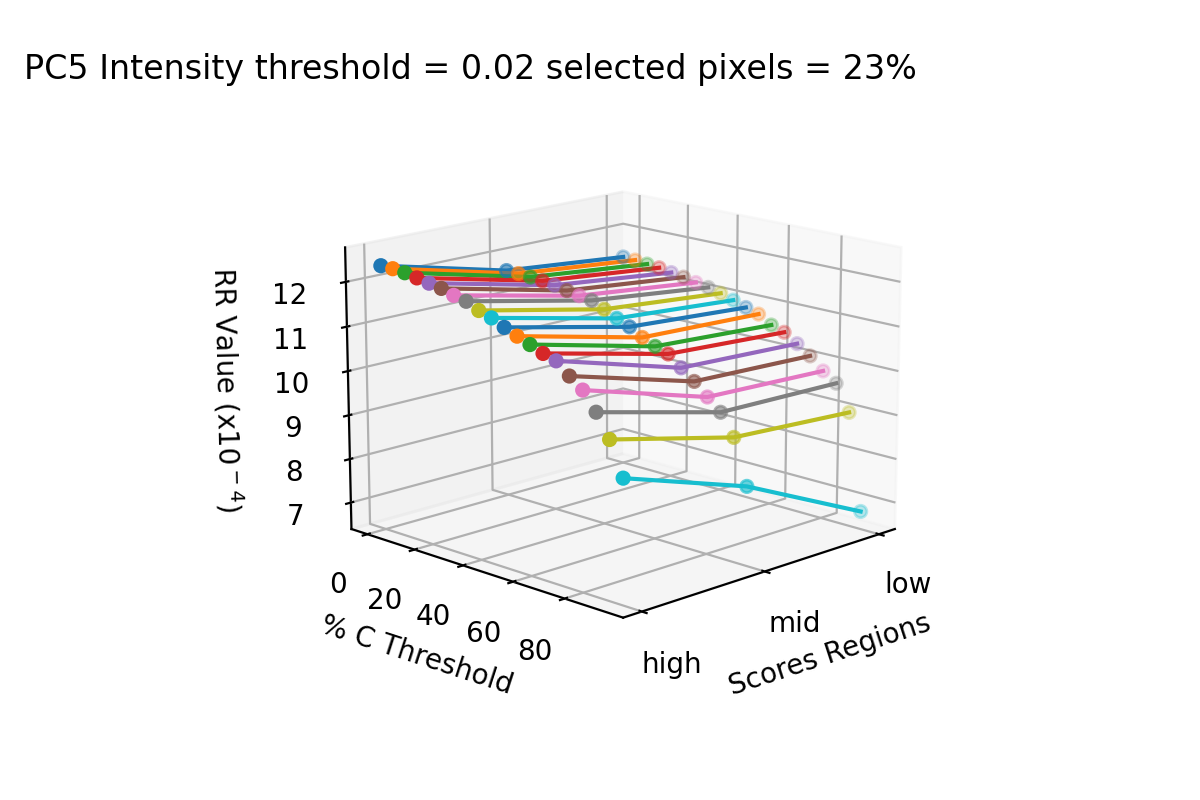 PC5 Intensity threshold = 0.02 selected pixels = 23%
RR Value (x10⁻⁴)
12
11
10
9
8
7
0
20
40
60
80
% C Threshold
high
mid
low
Scores Regions